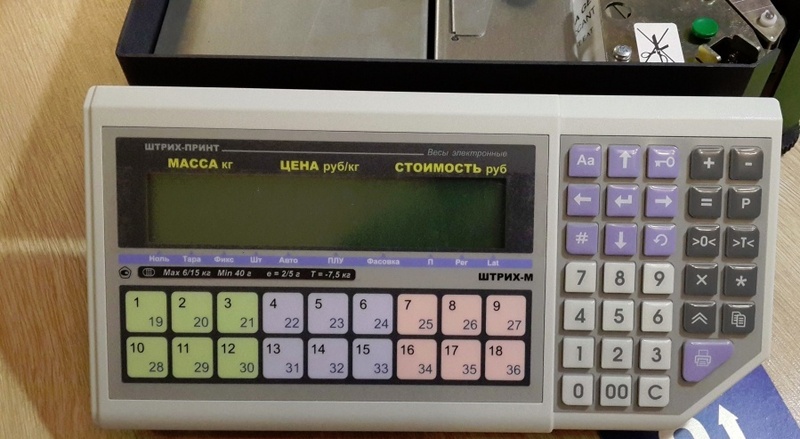 A GE
CANT
ШТРИХ-ПРИНТ
Весы электронные
МАССА кг ЦЕНА руб/кг СТОИМОСТЬ руб
Ноль Тара Фикс Шт Авто ПЛУ Фасовка П Рег Lat
Max 6/15 кг Min 40 г e = 2/5 г T = -7,5 кг
ШТРИХ-М
1 2 3 4 5 6 7 8 9
19 20 21 22 23 24 25 26 27
10 11 12 13 14 15 16 17 18
28 29 30 31 32 33 34 35 36
Aa + -
= P
# >0< >T<
7 8 9 × *
4 5 6
1 2 3
0 00 C